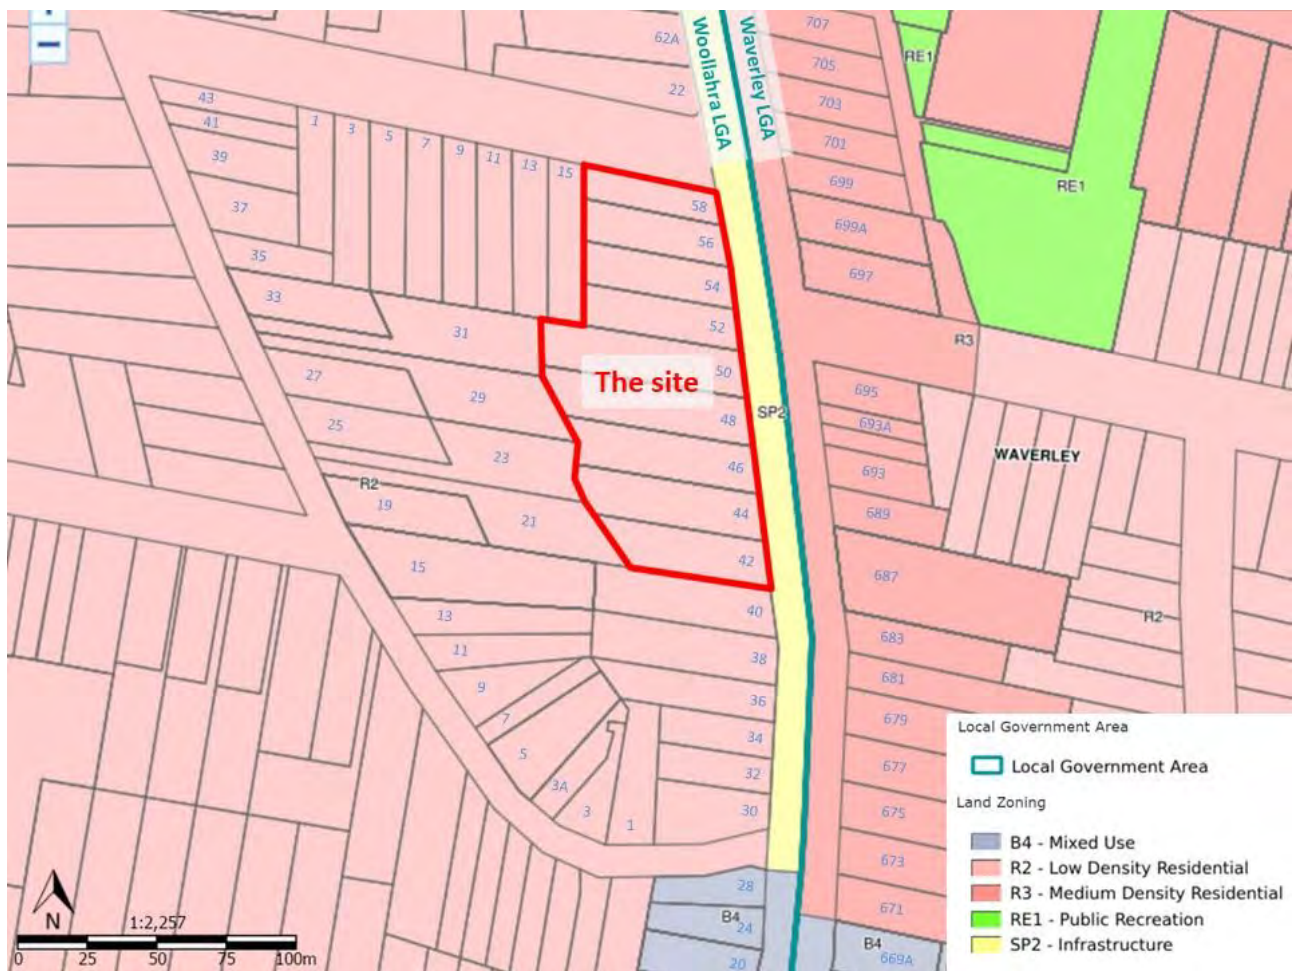 62A
22
Woollahra LGA
Waverley LGA
707
705
703
701
699
699A
697
RE1
RE1
43
41
39
37
35
33
31
1
3
5
7
9
11
13
15
58
56
54
52
50
48
46
44
42
The site
SP2
R3
27
25
29
23
R2
19
21
15
13
11
9
7
5
3A
3
1
40
38
36
34
32
30
28
B4
24
20
695
693A
693
689
687
683
681
679
677
675
673
671
B4
669A
WAVERLEY
R2
Local Government Area
Local Government Area
Land Zoning
B4 - Mixed Use
R2 - Low Density Residential
R3 - Medium Density Residential
RE1 - Public Recreation
SP2 - Infrastructure
N
1:2,257
0 25 50 75 100m